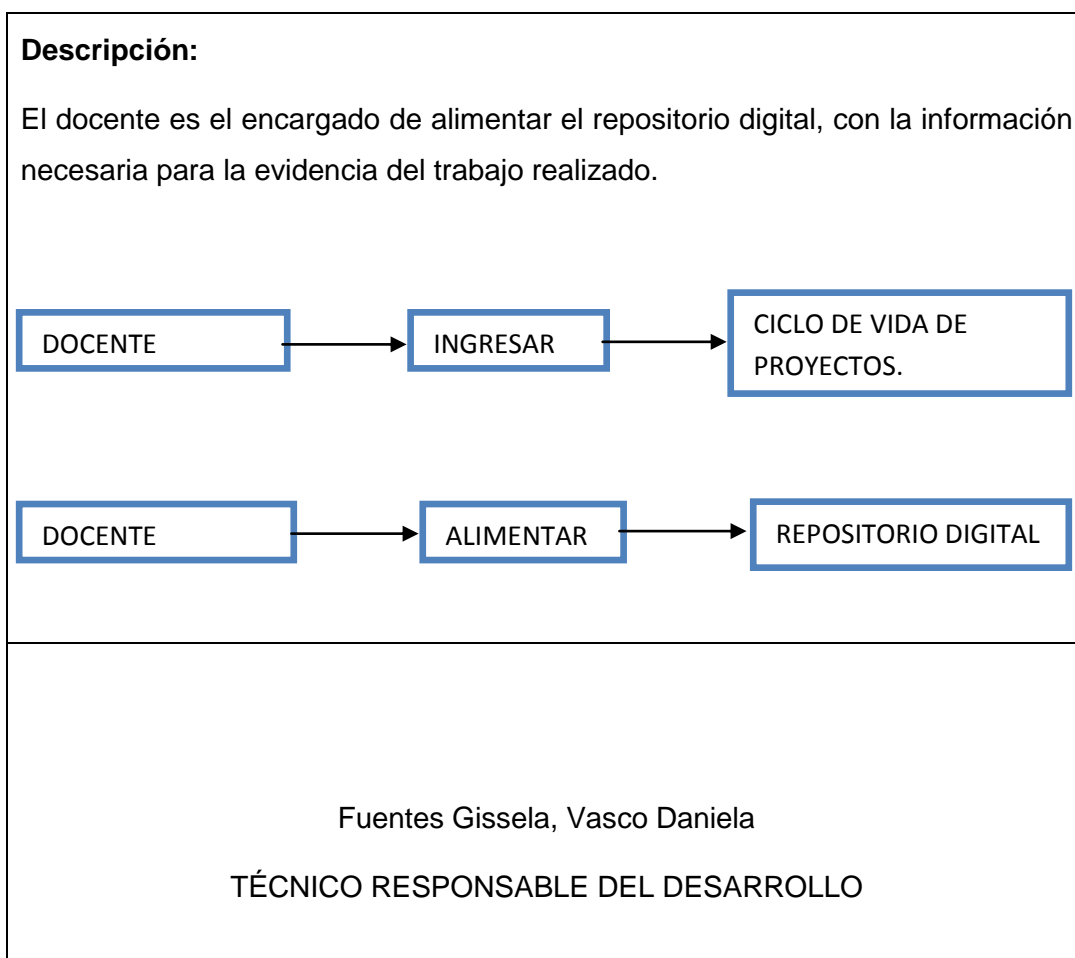 Descripción:
El docente es el encargado de alimentar el repositorio digital, con la información
necesaria para la evidencia del trabajo realizado.
DOCENTE
INGRESAR
CICLO DE VIDA DE
PROYECTOS.
DOCENTE
ALIMENTAR
REPOSITORIO DIGITAL
Fuentes Gissela, Vasco Daniela
TÉCNICO RESPONSABLE DEL DESARROLLO